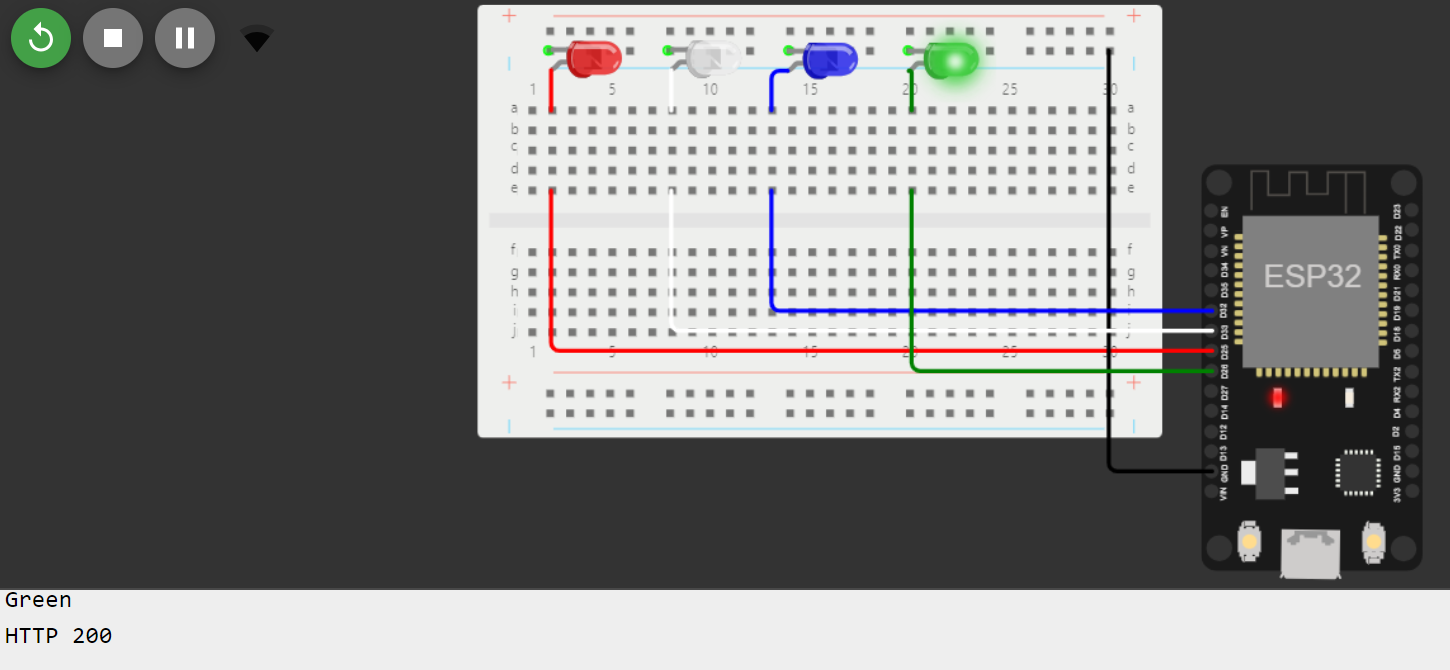 + +
1 5 10 15 20 25 30
a a
b b
c c
d d
e e
f f
g g
h h
i i
j j
1 5 10 15 20 25 30
+ +
ESP32
EN
VP
VN
D34
D35
D32
D33
D25
D26
D27
D14
D12
D13
GND
VIN
D23
D22
TX0
RX0
D21
D19
D18
D5
TX2
RX2
D4
D2
D15
GND
3V3
Green
HTTP 200